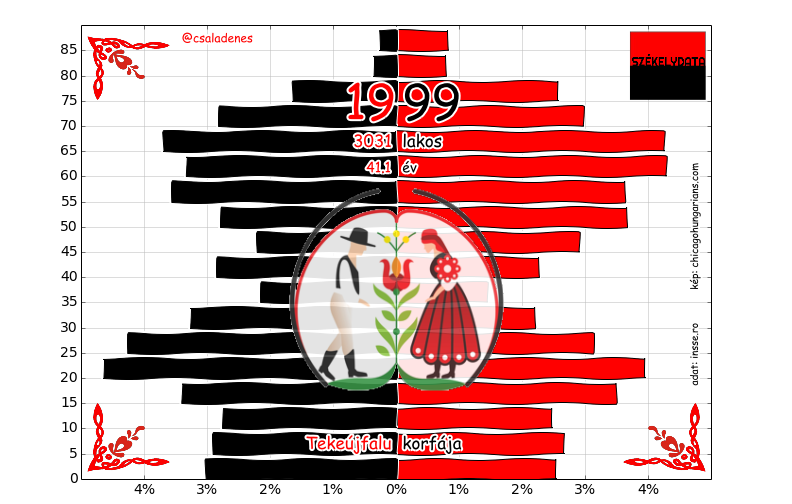 @csaladenes
SZÉKELYDATA
1999
3031 lakos
41,1 év
kép: chicagohungarians.com
adat: insse.ro
Tekeújfalu korfája
85
80
75
70
65
60
55
50
45
40
35
30
25
20
15
10
5
0
4% 3% 2% 1% 0% 1% 2% 3% 4%